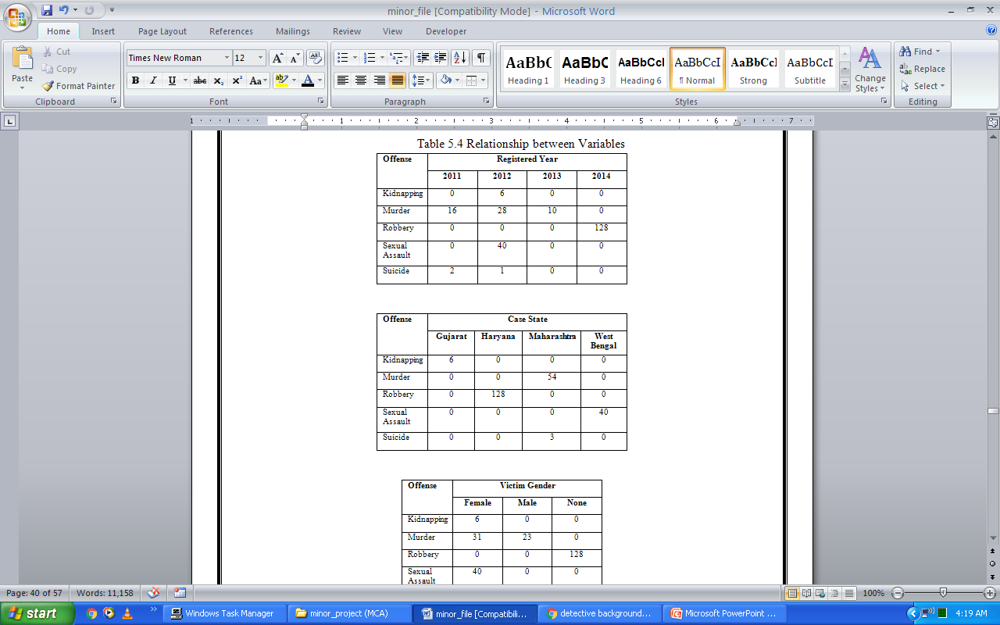 minor_file [Compatibility Mode] - Microsoft Word
Home Insert Page Layout References Mailings Review View Developer
Paste
Cut
Copy
Format Painter
Clipboard
Times New Roman 12
B I U abc X₂ X² Aa ab A
Font
Paragraph
AaBbC AaBbC AaBbCcI AaBbCcI AaBbCcI AaBbCcI
Heading 1 Heading 3 Heading 6 ¶ Normal Strong Subtitle
Change Styles
Styles
Find
Replace
Select
Editing
1 1 2 3 4 5 6 7
Table 5.4 Relationship between Variables
Offense Registered Year
2011 2012 2013 2014
Kidnapping 0 6 0 0
Murder 16 28 10 0
Robbery 0 0 0 128
Sexual Assault 0 40 0 0
Suicide 2 1 0 0
Offense Case State
Gujarat Haryana Maharashtra West Bengal
Kidnapping 6 0 0 0
Murder 0 0 54 0
Robbery 0 128 0 0
Sexual Assault 0 0 0 40
Suicide 0 0 3 0
Offense Victim Gender
Female Male None
Kidnapping 6 0 0
Murder 31 23 0
Robbery 0 0 128
Sexual Assault 40 0 0
Page: 40 of 57 Words: 11,158 100%
start Windows Task Manager minor_project (MCA) minor_file [Compatibili... detective background... Microsoft PowerPoint ... 4:19 AM